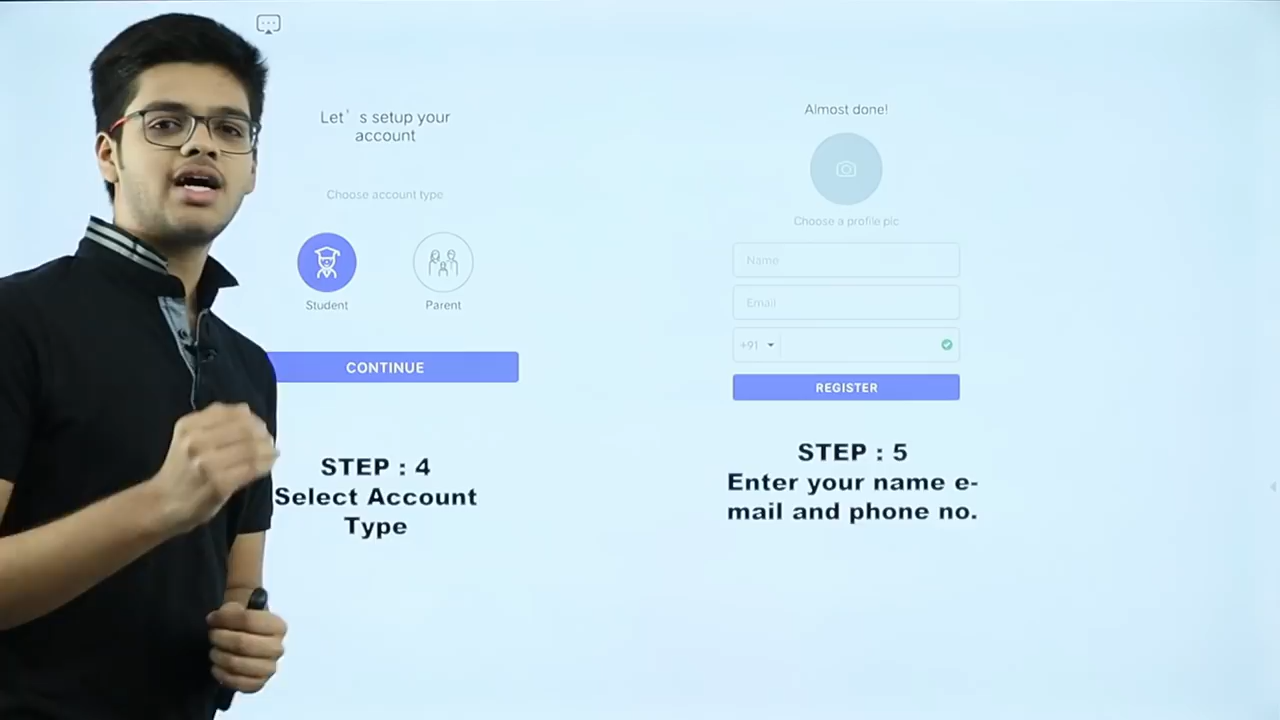 Let's setup your
account
Choose account type
Student
Parent
CONTINUE
STEP : 4
Select Account
Type
Almost done!
Choose a profile pic
Name
Email
+91
REGISTER
STEP : 5
Enter your name e-
mail and phone no.